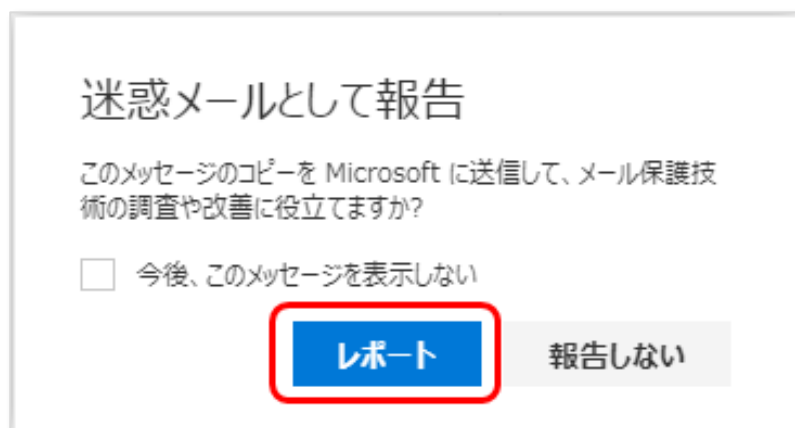 迷惑メールとして報告
このメッセージのコピーを Microsoft に送信して、メール保護技
術の調査や改善に役立てますか?
今後、このメッセージを表示しない
レポート 報告しない